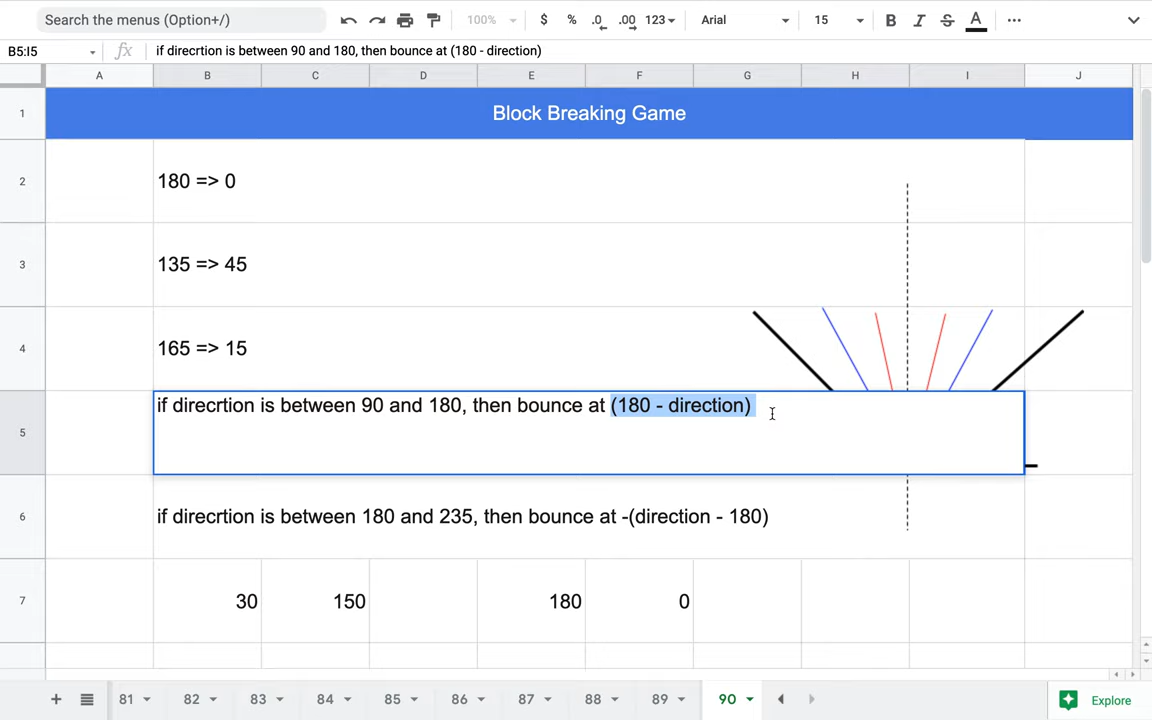 Search the menus (Option+/) 100% $ % .0 .00 123 Arial 15 B I S A
B5:I5 fx if direcrtion is between 90 and 180, then bounce at (180 - direction)
A B C D E F G H I J
1 Block Breaking Game
2 180 => 0
3 135 => 45
4 165 => 15
5 if direcrtion is between 90 and 180, then bounce at (180 - direction)
6 if direcrtion is between 180 and 235, then bounce at -(direction - 180)
7 30 150 180 0
81 82 83 84 85 86 87 88 89 90 Explore